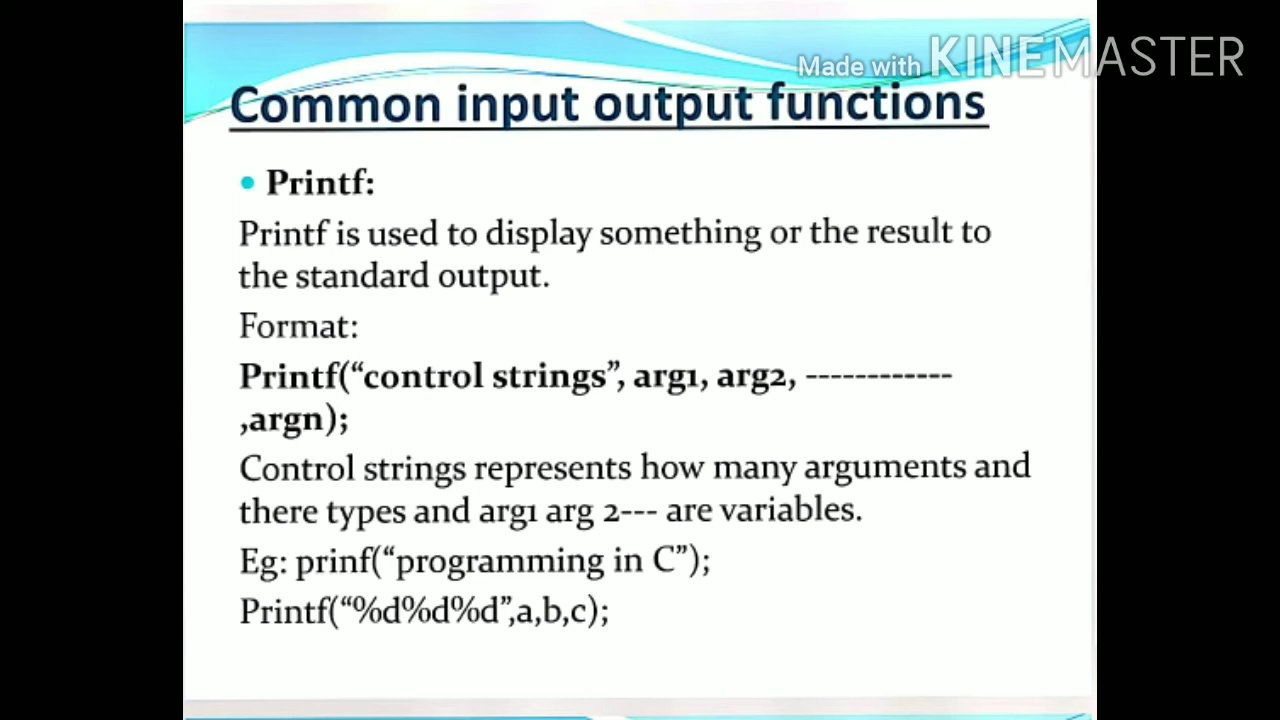 Made with KINEMASTER
Common input output functions
• Printf:
Printf is used to display something or the result to
the standard output.
Format:
Printf(“control strings”, arg1, arg2, ------------
,argn);
Control strings represents how many arguments and
there types and arg1 arg 2--- are variables.
Eg: prinf(“programming in C”);
Printf(“%d%d%d”,a,b,c);